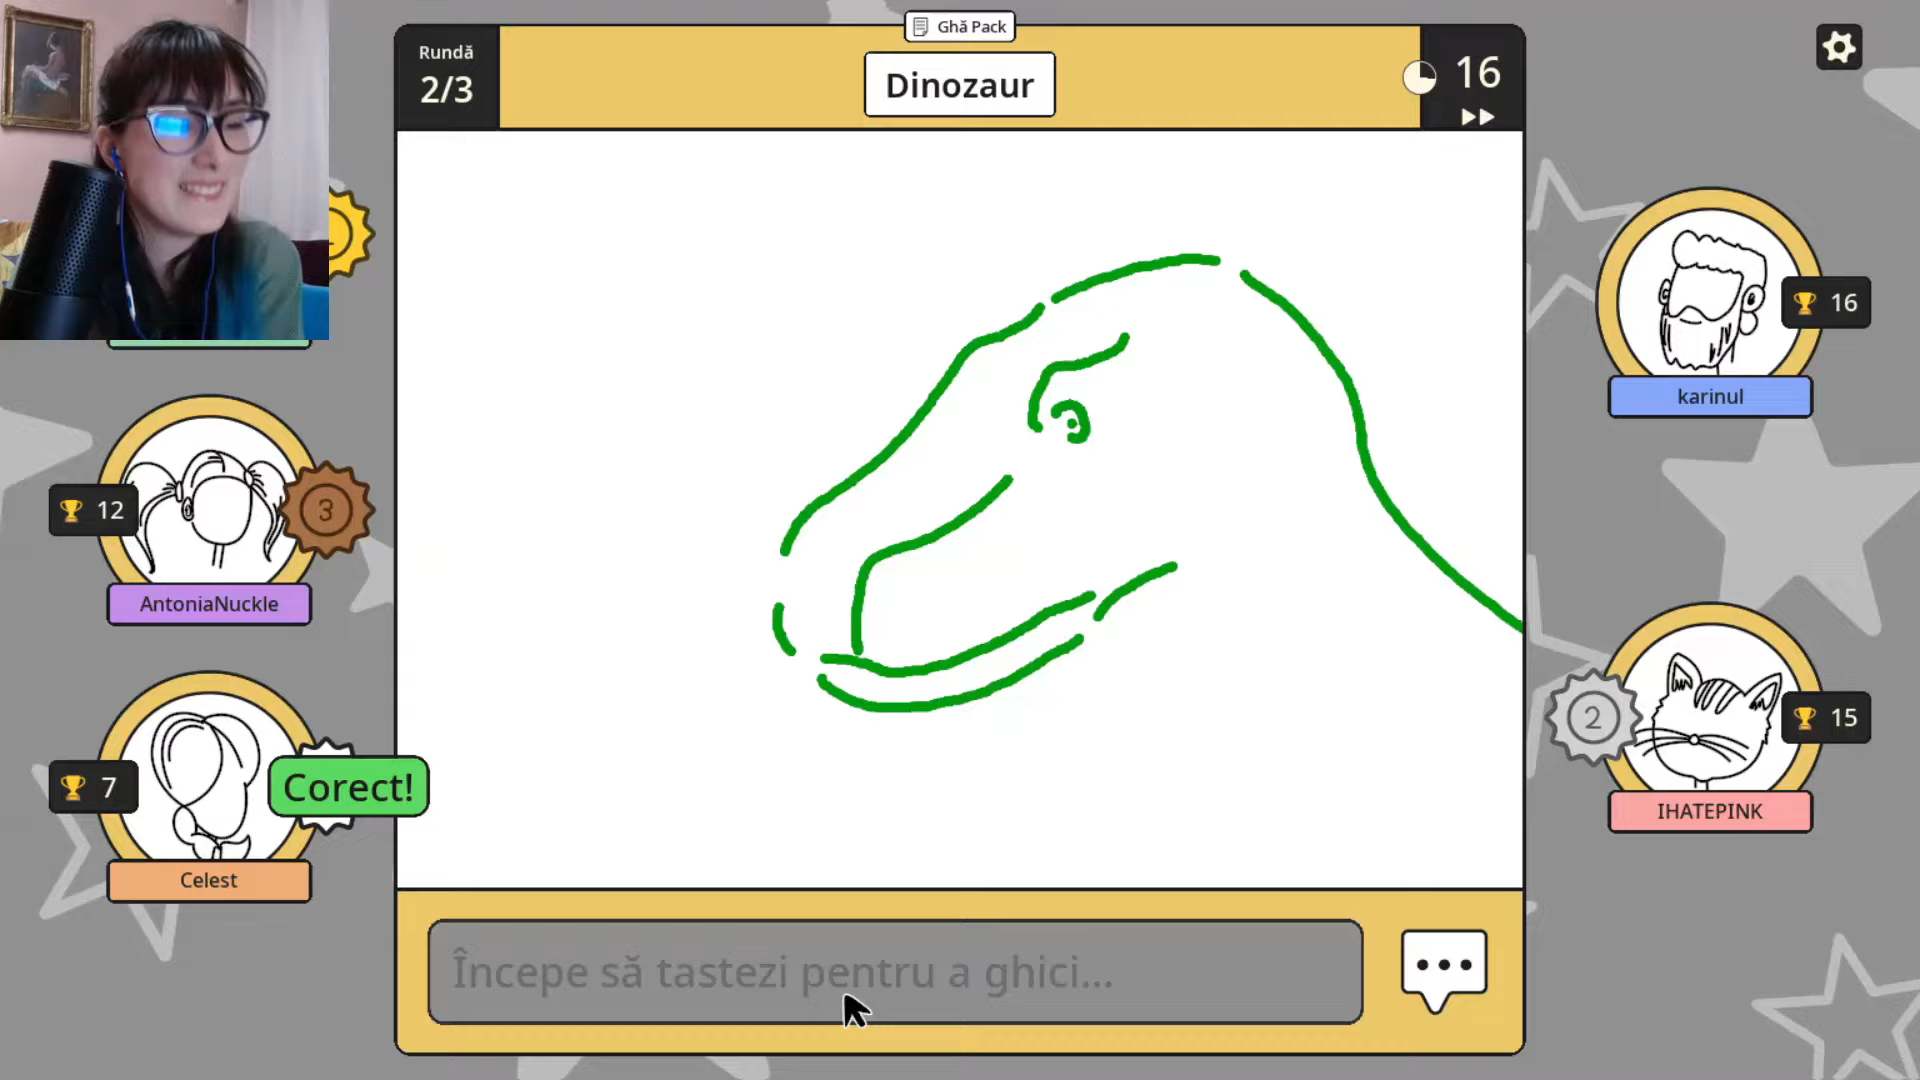 Ghă Pack
Rundă
2/3
Dinozaur
16
16
karinul
12
3
AntoniaNuckle
2
15
IHATEPINK
7
Corect!
Celest
Începe să tastezi pentru a ghici...